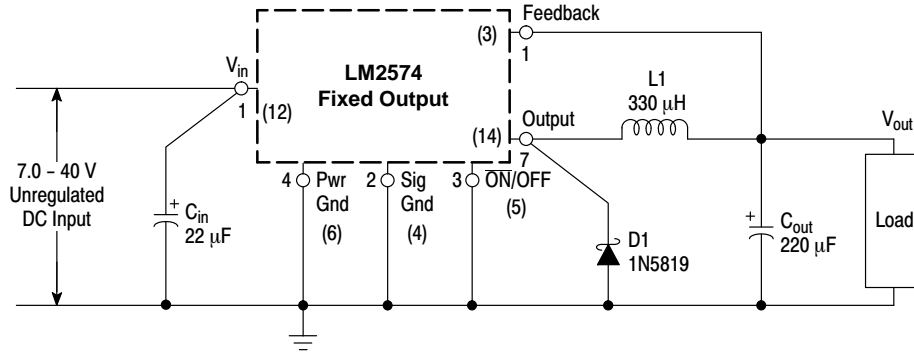 Feedback
(3)
1
LM2574
Fixed Output
V_in
1
(12)
L1
330 µH
(14)
Output
7
V_out
7.0 – 40 V
Unregulated
DC Input
4
Pwr
Gnd
(6)
2
Sig
Gnd
(4)
3
O̅N̅/OFF
(5)
+
C_in
22 µF
D1
1N5819
+
C_out
220 µF
Load